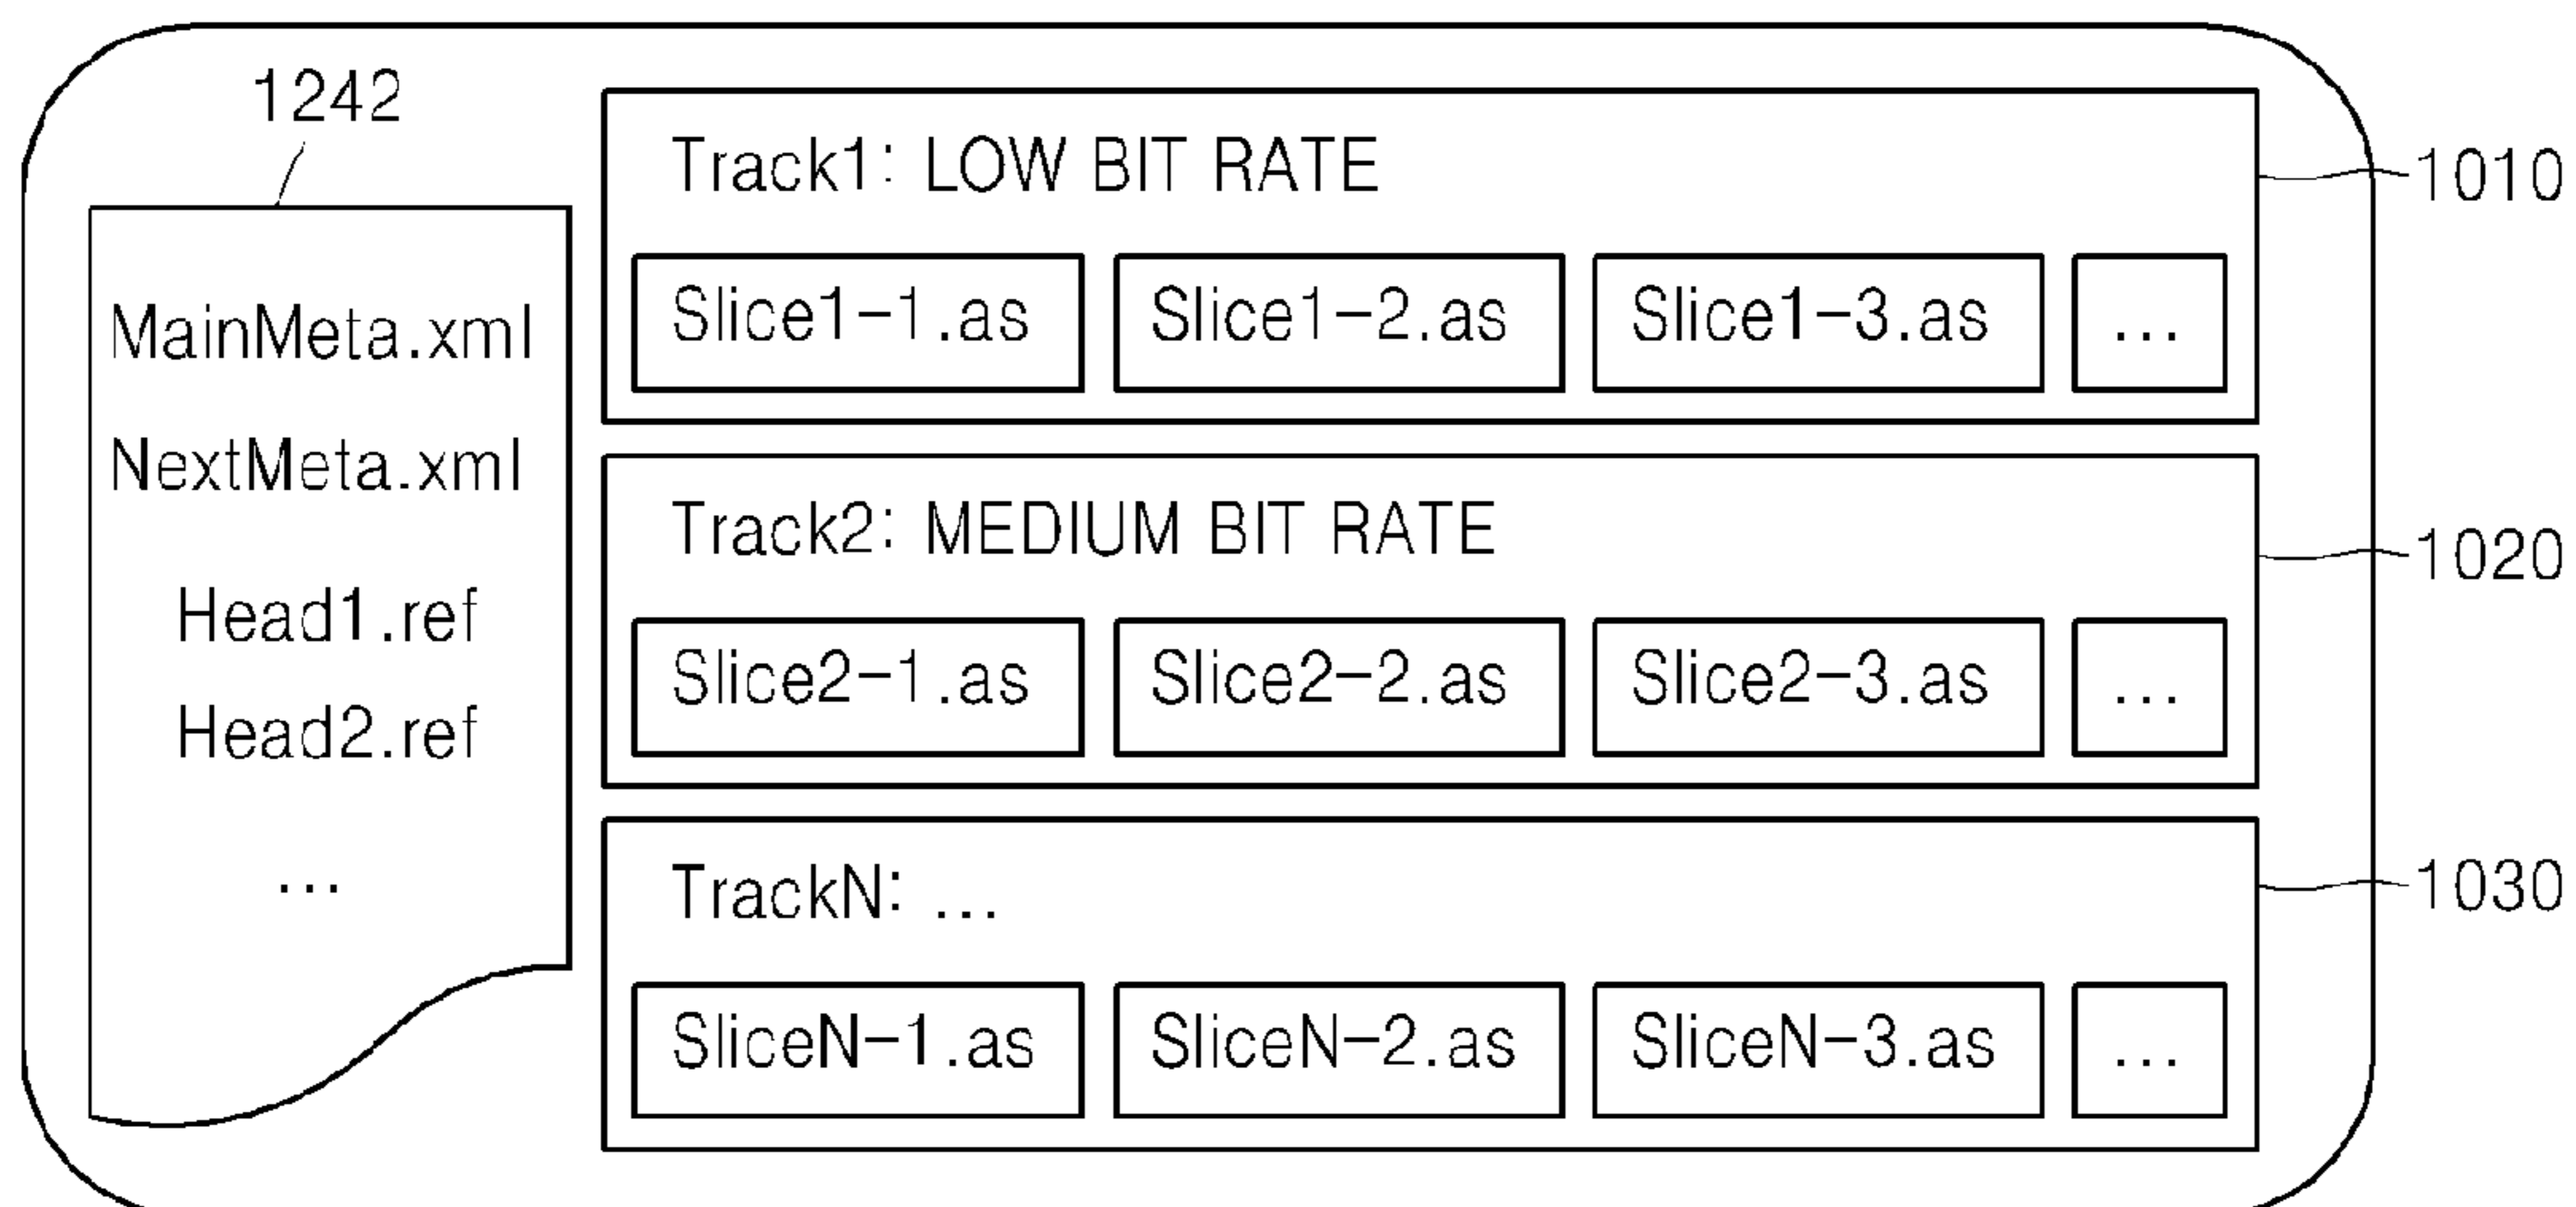 1242
MainMeta.xml
NextMeta.xml
Head1.ref
Head2.ref
...
Track1: LOW BIT RATE
1010
Slice1-1.as
Slice1-2.as
Slice1-3.as
...
Track2: MEDIUM BIT RATE
1020
Slice2-1.as
Slice2-2.as
Slice2-3.as
...
TrackN: ...
1030
SliceN-1.as
SliceN-2.as
SliceN-3.as
...